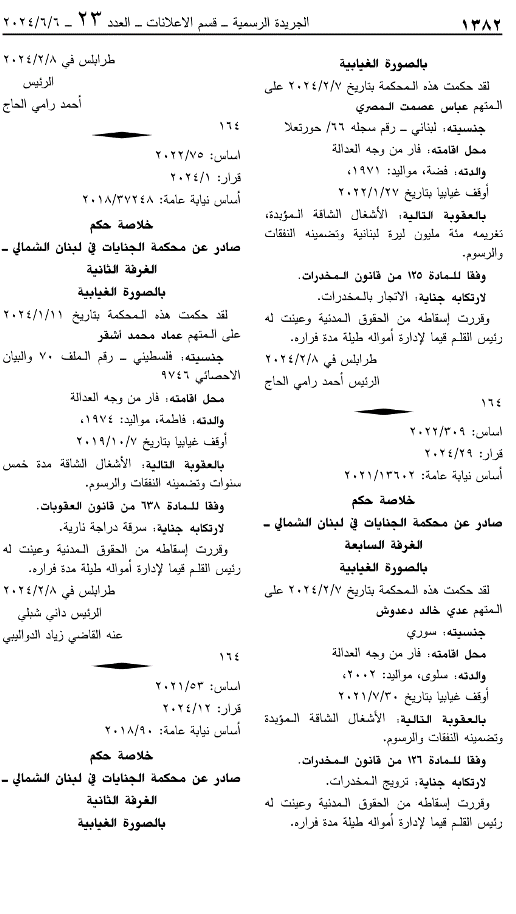 ١٣٨٢
الجريدة الرسمية ــ قسم الاعلانات ــ العدد ٢٣ ــ ٢٠٢٤/٦/٦
بالصورة الغيابية
لقد حكمت هذه المحكمة بتاريخ ٢٠٢٤/٢/٧ على
المتهم عباس عصمت المصري
جنسيته: لبناني ــ رقم سجله ٦٦/ حورتعلا
محل اقامته: فار من وجه العدالة
والدته: فضة، مواليد: ١٩٧١،
أوقف غيابيا بتاريخ ٢٠٢٢/١/٢٧
بالعقوبة التالية: الأشغال الشاقة المؤبدة،
تغريمه مئة مليون ليرة لبنانية وتضمينه النفقات
والرسوم.
وفقا للمادة ١٢٥ من قانون المخدرات.
لارتكابه جناية: الاتجار بالمخدرات.
وقررت إسقاطه من الحقوق المدنية وعينت له
رئيس القلم قيما لإدارة أمواله طيلة مدة فراره.
طرابلس في ٢٠٢٤/٢/٨
الرئيس أحمد رامي الحاج
١٦٤
اساس: ٢٠٢٢/٣٠٩
قرار: ٢٠٢٤/٢٩
أساس نيابة عامة: ٢٠٢١/١٣٦٠٢
خلاصة حكم
صادر عن محكمة الجنايات في لبنان الشمالي ــ
الغرفة السابعة
بالصورة الغيابية
لقد حكمت هذه المحكمة بتاريخ ٢٠٢٤/٢/٧ على
المتهم عدي خالد دعدوش
جنسيته: سوري
محل اقامته: فار من وجه العدالة
والدته: سلوى، مواليد: ٢٠٠٢،
أوقف غيابيا بتاريخ ٢٠٢١/٧/٣٠
بالعقوبة التالية: الأشغال الشاقة المؤبدة
وتضمينه النفقات والرسوم.
وفقا للمادة ١٢٦ من قانون المخدرات.
لارتكابه جناية: ترويج المخدرات.
وقررت إسقاطه من الحقوق المدنية وعينت له
رئيس القلم قيما لإدارة أمواله طيلة مدة فراره.
طرابلس في ٢٠٢٤/٢/٨
الرئيس
أحمد رامي الحاج
١٦٤
اساس: ٢٠٢٢/٧٥
قرار: ٢٠٢٤/١
أساس نيابة عامة: ٢٠١٨/٣٧٢٤٨
خلاصة حكم
صادر عن محكمة الجنايات في لبنان الشمالي ــ
الغرفة الثانية
بالصورة الغيابية
لقد حكمت هذه المحكمة بتاريخ ٢٠٢٤/١/١١
على المتهم عماد محمد أشقر
جنسيته: فلسطيني ــ رقم الملف ٧٠ والبيان
الاحصائي ٩٧٤٦
محل اقامته: فار من وجه العدالة
والدته: فاطمة، مواليد: ١٩٧٤،
أوقف غيابيا بتاريخ ٢٠١٩/١٠/٧
بالعقوبة التالية: الأشغال الشاقة مدة خمس
سنوات وتضمينه النفقات والرسوم.
وفقا للمادة ٦٣٨ من قانون العقوبات.
لارتكابه جناية: سرقة دراجة نارية.
وقررت إسقاطه من الحقوق المدنية وعينت له
رئيس القلم قيما لإدارة أمواله طيلة مدة فراره.
طرابلس في ٢٠٢٤/٢/٨
الرئيس داني شبلي
عنه القاضي زياد الدواليبي
١٦٤
اساس: ٢٠٢١/٥٣
قرار: ٢٠٢٤/١٢
أساس نيابة عامة: ٢٠١٨/٩٠
خلاصة حكم
صادر عن محكمة الجنايات في لبنان الشمالي ــ
الغرفة الثانية
بالصورة الغيابية